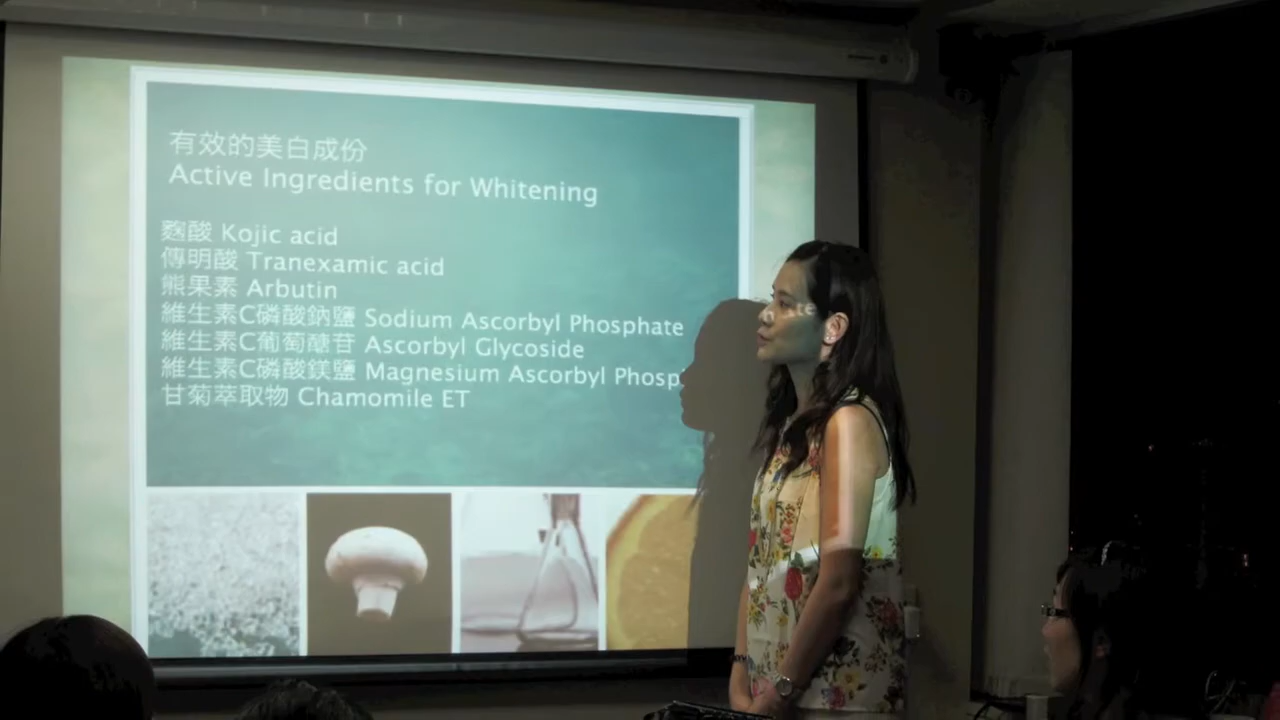 有效的美白成份
Active Ingredients for Whitening
麴酸 Kojic acid
傳明酸 Tranexamic acid
熊果素 Arbutin
維生素C磷酸鈉鹽 Sodium Ascorbyl Phosphate
維生素C葡萄醣苷 Ascorbyl Glycoside
維生素C磷酸鎂鹽 Magnesium Ascorbyl Phosp
甘菊萃取物 Chamomile ET